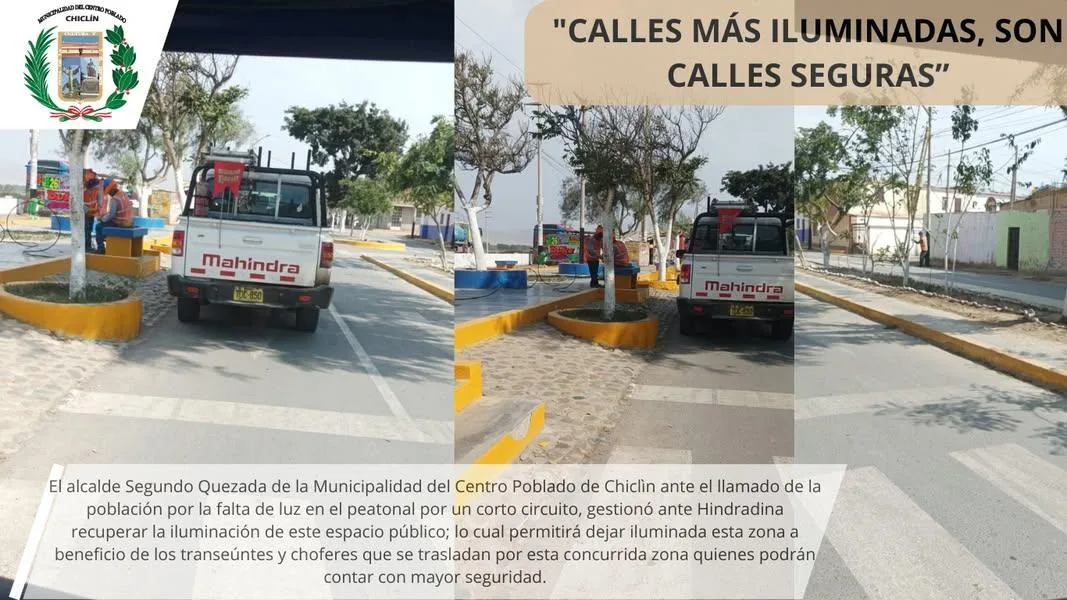 MUNICIPALIDAD DEL CENTRO POBLADO
CHICLÍN
"CALLES MÁS ILUMINADAS, SON
CALLES SEGURAS”
Mahindra
Mahindra
El alcalde Segundo Quezada de la Municipalidad del Centro Poblado de Chiclìn ante el llamado de la
población por la falta de luz en el peatonal por un corto circuito, gestionó ante Hindradina
recuperar la iluminación de este espacio público; lo cual permitirá dejar iluminada esta zona a
beneficio de los transeúntes y choferes que se trasladan por esta concurrida zona quienes podrán
contar con mayor seguridad.